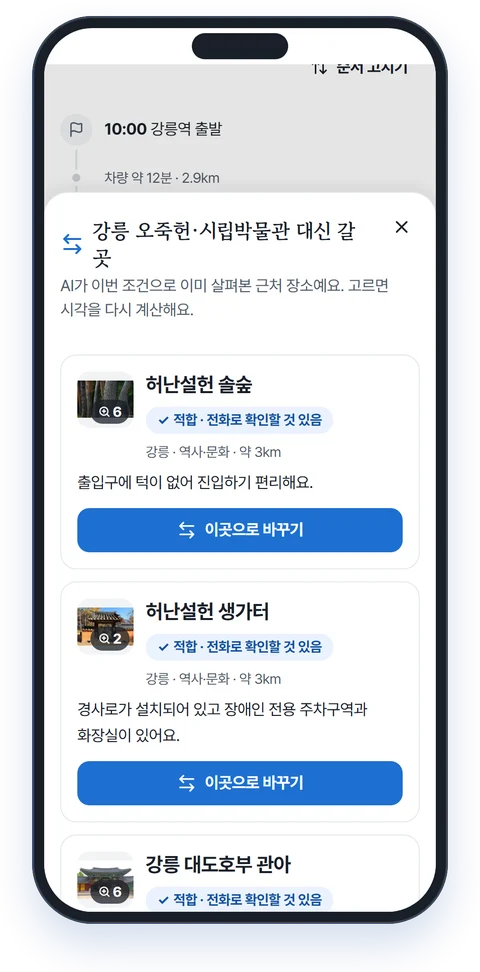 순서 고치기
10:00 강릉역 출발
차량 약 12분 · 2.9km
강릉 오죽헌·시립박물관 대신 갈
곳
AI가 이번 조건으로 이미 살펴본 근처 장소예요. 고르면
시각을 다시 계산해요.
허난설헌 솔숲
6
적합 · 전화로 확인할 것 있음
강릉 · 역사·문화 · 약 3km
출입구에 턱이 없어 진입하기 편리해요.
이곳으로 바꾸기
허난설헌 생가터
2
적합 · 전화로 확인할 것 있음
강릉 · 역사·문화 · 약 3km
경사로가 설치되어 있고 장애인 전용 주차구역과
화장실이 있어요.
이곳으로 바꾸기
강릉 대도호부 관아
6
적합 · 전화로 확인할 것 있음